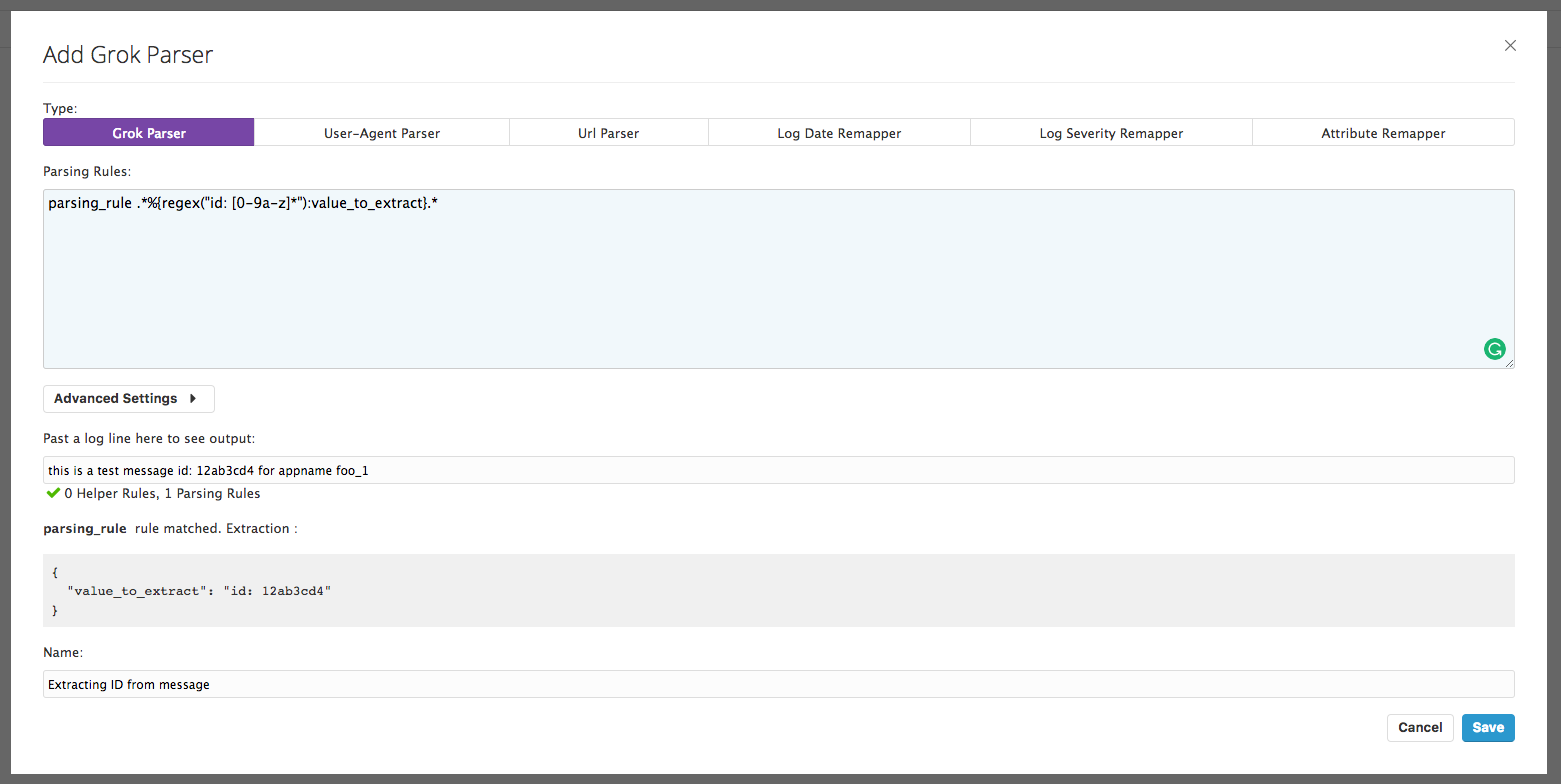 Add Grok Parser
Type:
Grok Parser User-Agent Parser Url Parser Log Date Remapper Log Severity Remapper Attribute Remapper
Parsing Rules:
parsing_rule .*%{regex("id: [0-9a-z]*"):value_to_extract}.*
Advanced Settings
Past a log line here to see output:
this is a test message id: 12ab3cd4 for appname foo_1
0 Helper Rules, 1 Parsing Rules
parsing_rule rule matched. Extraction :
{
"value_to_extract": "id: 12ab3cd4"
}
Name:
Extracting ID from message
Cancel Save